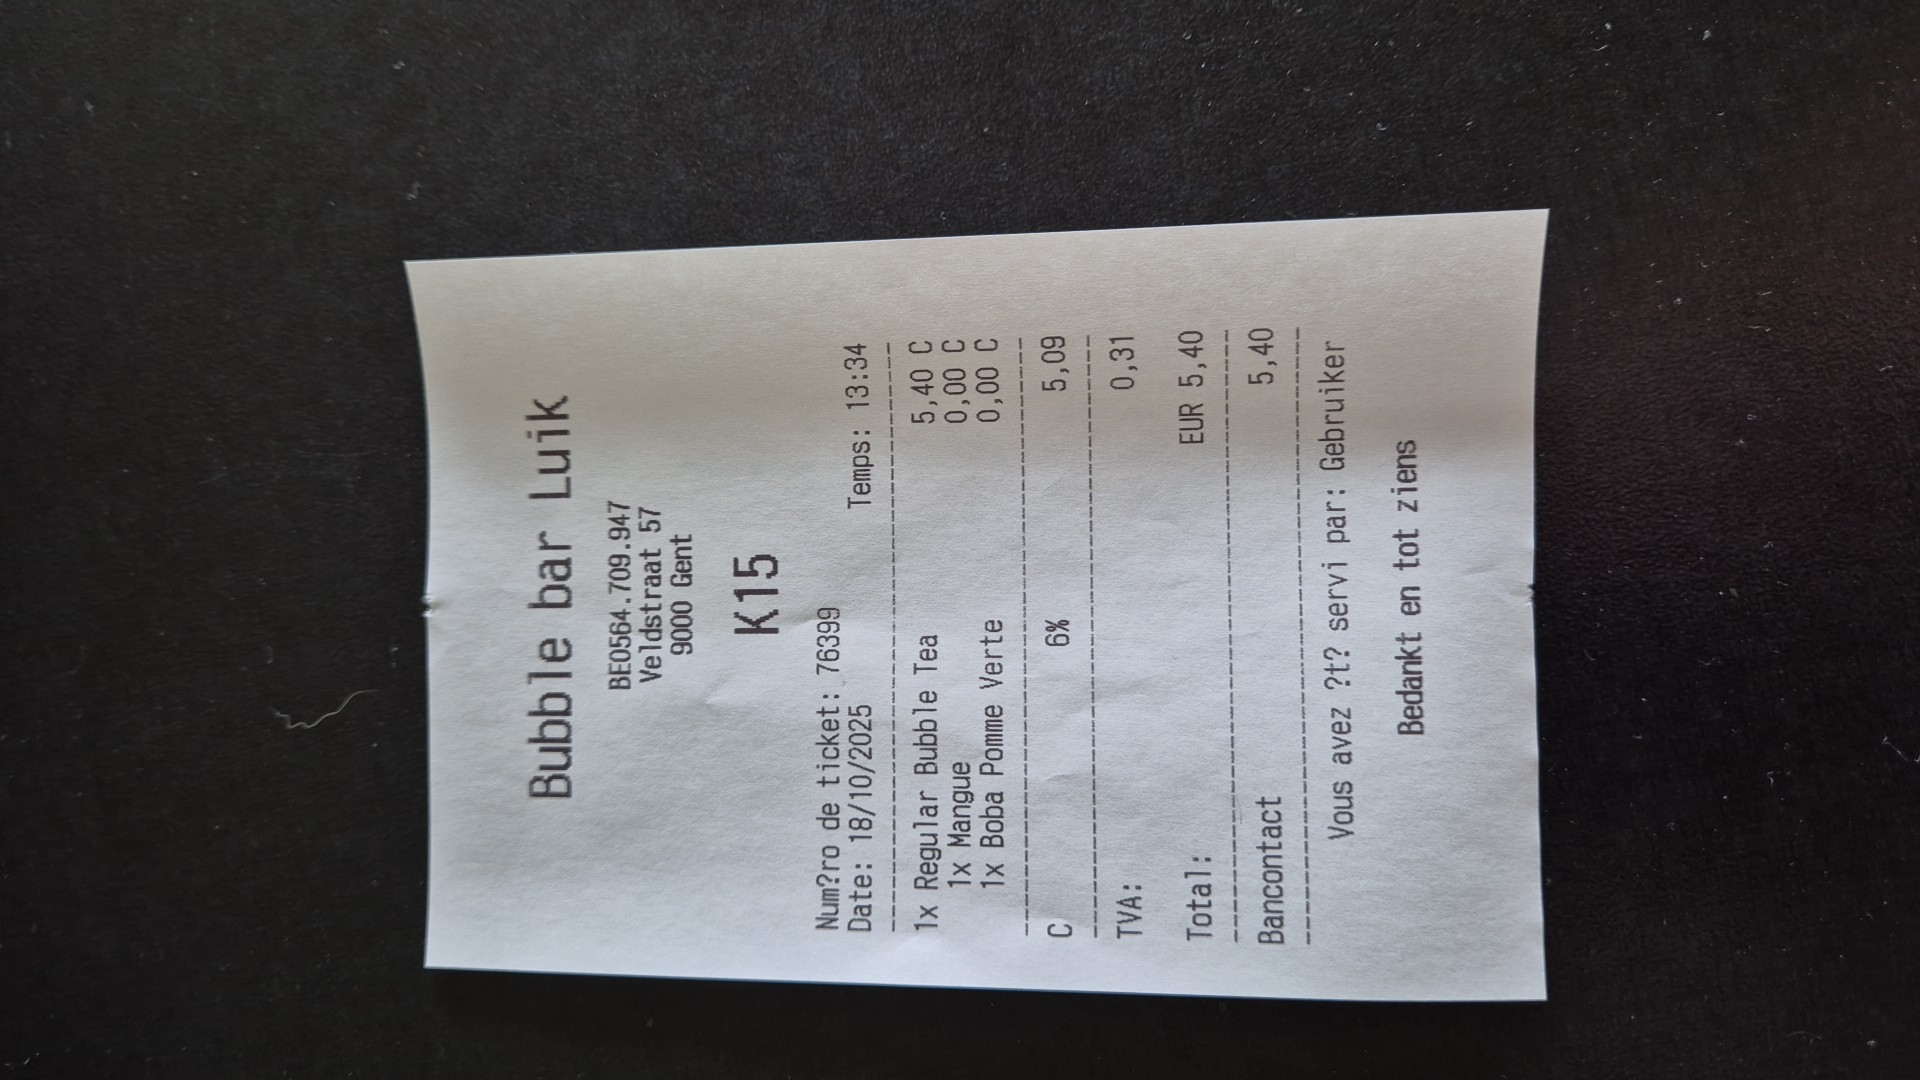 Bubble bar Luik
BE0564.709.947
Veldstraat 57
9000 Gent
K15
Num?ro de ticket: 76399
Date: 18/10/2025 Temps: 13:34
1x Regular Bubble Tea 5,40 C
1x Mangue 0,00 C
1x Boba Pomme Verte 0,00 C
C 6% 5,09
TVA: 0,31
Total: EUR 5,40
Bancontact 5,40
Vous avez ?t? servi par: Gebruiker
Bedankt en tot ziens